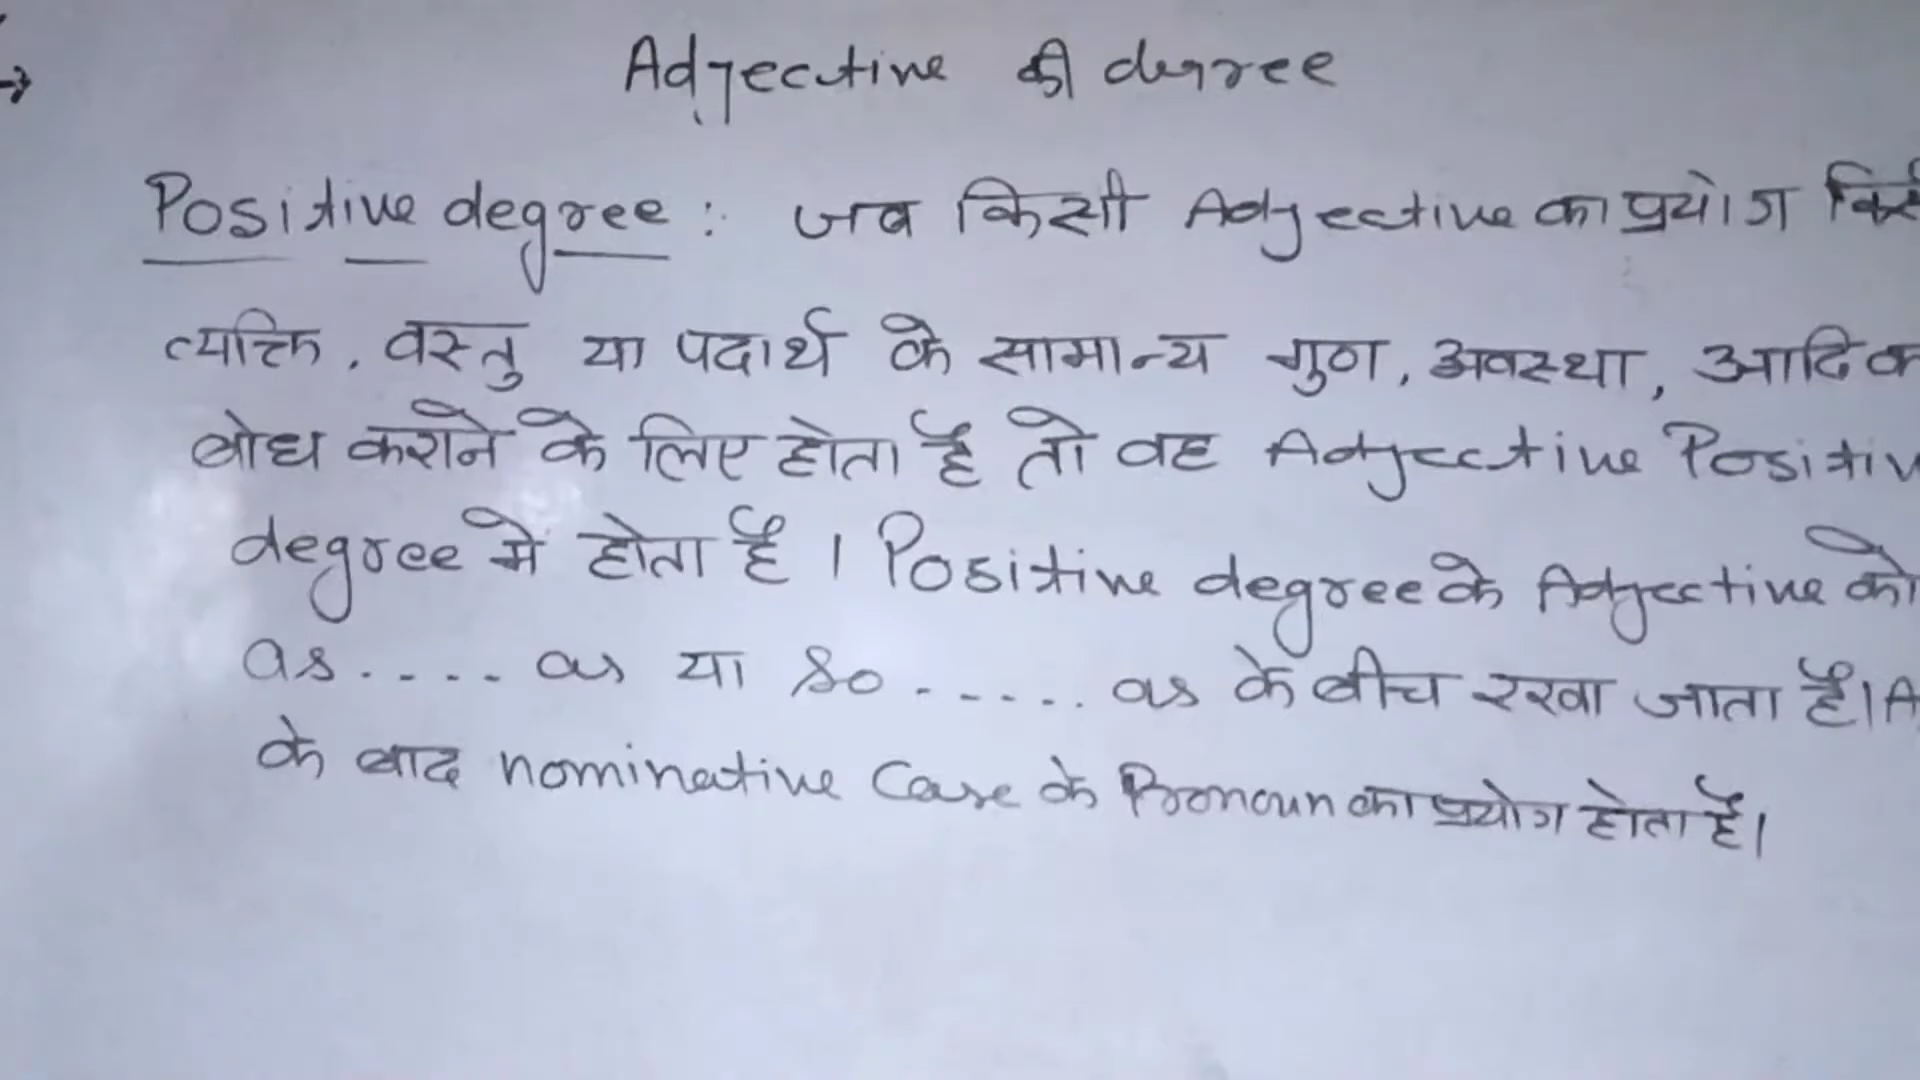 Adjective की degree
Positive degree : जब किसी Adjective का प्रयोग
व्यक्ति, वस्तु या पदार्थ के सामान्य गुण, अवस्था, आदि
बोध कराने के लिए होता है तो वह Adjective Positiv
degree में होता है । Positive degree के Adjective को
as . . . . as या so . . . . . as के बीच रखा जाता है। A
के बाद nominative Case के Pronoun का प्रयोग होता है।